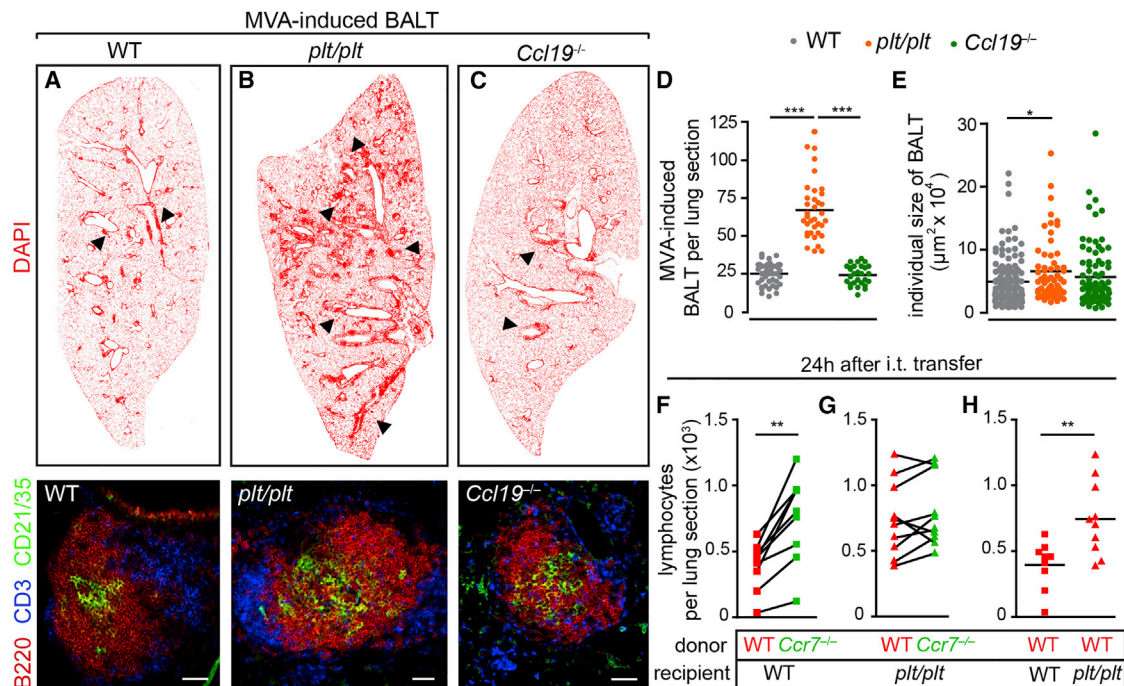 MVA-induced BALT
WT
plt/plt
Ccl19⁻/⁻
WT plt/plt Ccl19⁻/⁻
A
B
C
DAPI
D
MVA-induced
BALT per lung section
125
100
75
50
25
0
***
***
E
individual size of BALT
(µm² x 10⁴)
30
20
10
0
*
B220 CD3 CD21/35
WT
plt/plt
Ccl19⁻/⁻
24h after i.t. transfer
F
lymphocytes
per lung section (x10³)
1.5
1.0
0.5
0
**
G
1.5
1.0
0.5
0
H
1.5
1.0
0.5
0
**
donor WT Ccr7⁻/⁻ WT Ccr7⁻/⁻ WT WT
recipient WT plt/plt WT plt/plt